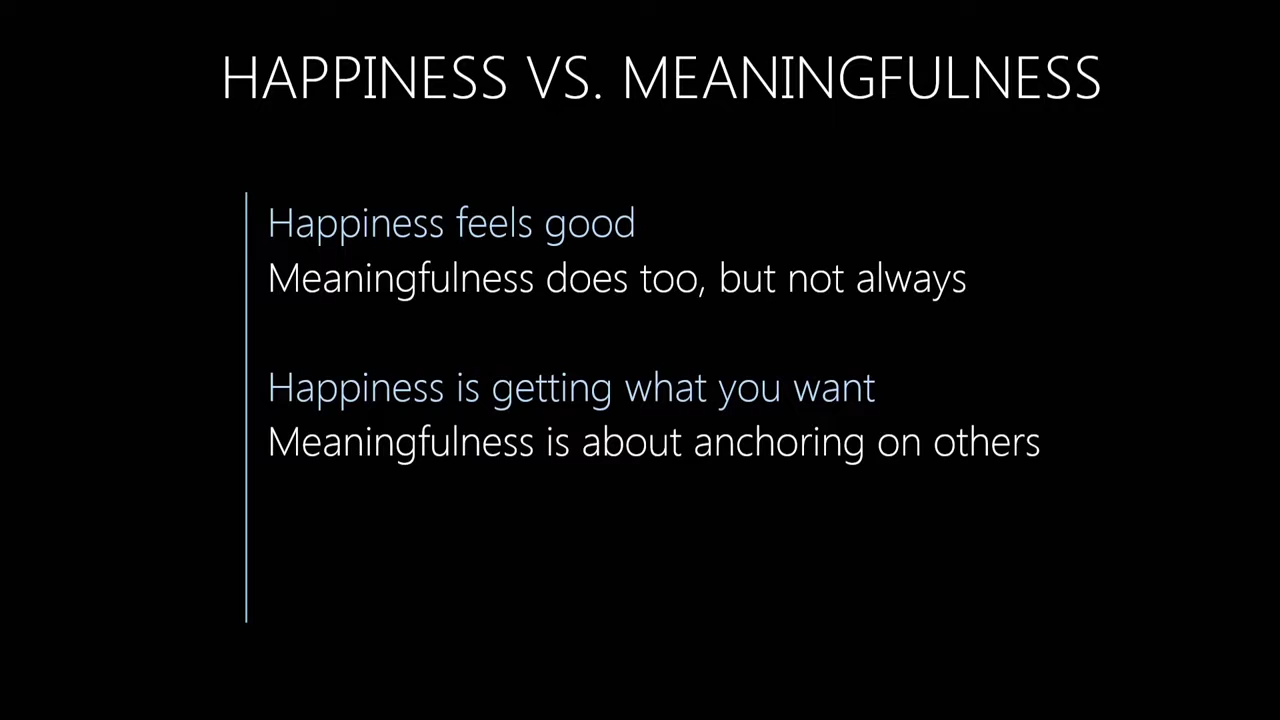 HAPPINESS VS. MEANINGFULNESS
Happiness feels good
Meaningfulness does too, but not always
Happiness is getting what you want
Meaningfulness is about anchoring on others